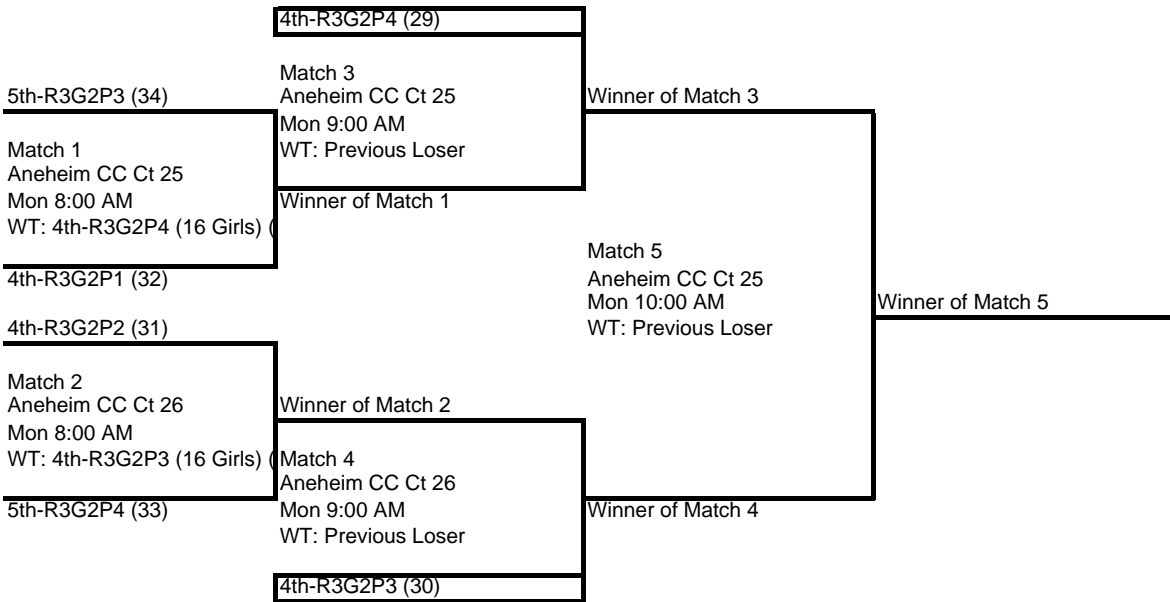 4th-R3G2P4 (29)
Match 3
Aneheim CC Ct 25
Mon 9:00 AM
WT: Previous Loser
5th-R3G2P3 (34)
Winner of Match 3
Match 1
Aneheim CC Ct 25
Mon 8:00 AM
WT: 4th-R3G2P4 (16 Girls) (
Winner of Match 1
4th-R3G2P1 (32)
Match 5
Aneheim CC Ct 25
Mon 10:00 AM
WT: Previous Loser
Winner of Match 5
4th-R3G2P2 (31)
Match 2
Aneheim CC Ct 26
Mon 8:00 AM
WT: 4th-R3G2P3 (16 Girls) (
Winner of Match 2
5th-R3G2P4 (33)
Match 4
Aneheim CC Ct 26
Mon 9:00 AM
WT: Previous Loser
Winner of Match 4
4th-R3G2P3 (30)